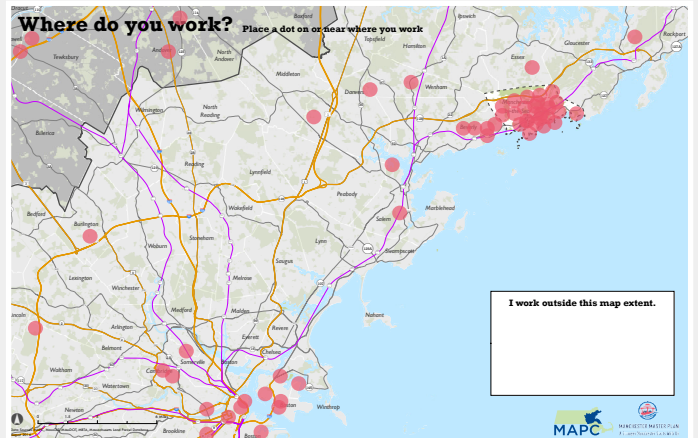 Where do you work? Place a dot on or near where you work
Boxford
Ipswich
Topsfield
Hamilton
Gloucester
Rockport
Tewksbury
North
Andover
Essex
Middleton
Danvers
Wenham
Wilmington
North
Reading
Billerica
Reading
Lynnfield
Peabody
Bedford
Burlington
Wakefield
Marblehead
Salem
Woburn
Stoneham
Lynn
Swampscott
Saugus
Lexington
Winchester
Melrose
I work outside this map extent.
Medford
Malden
Nahant
Arlington
Revere
Everett
Belmont
Chelsea
Somerville
Waltham
Watertown
Newton
Winthrop
Brookline
MAPC
MANCHESTER MASTER PLAN